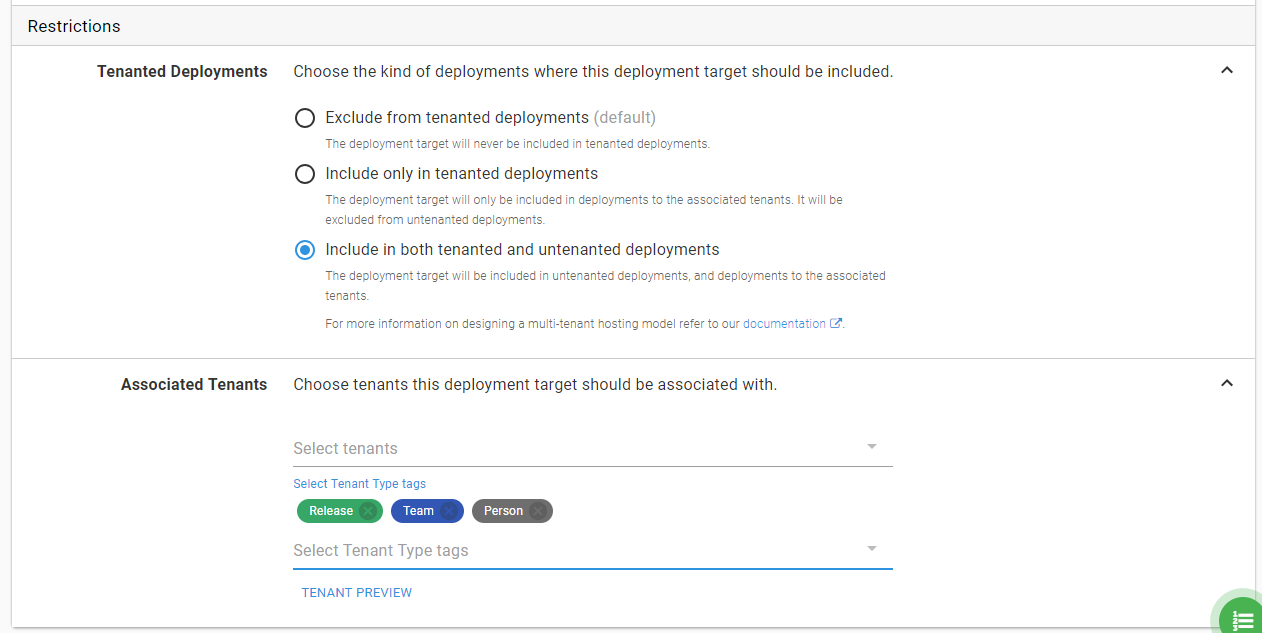 Restrictions
Tenanted Deployments Choose the kind of deployments where this deployment target should be included.
Exclude from tenanted deployments (default)
The deployment target will never be included in tenanted deployments.
Include only in tenanted deployments
The deployment target will only be included in deployments to the associated tenants. It will be
excluded from untenanted deployments.
Include in both tenanted and untenanted deployments
The deployment target will be included in untenanted deployments, and deployments to the associated
tenants.
For more information on designing a multi-tenant hosting model refer to our documentation.
Associated Tenants Choose tenants this deployment target should be associated with.
Select tenants
Select Tenant Type tags
Release Team Person
Select Tenant Type tags
TENANT PREVIEW